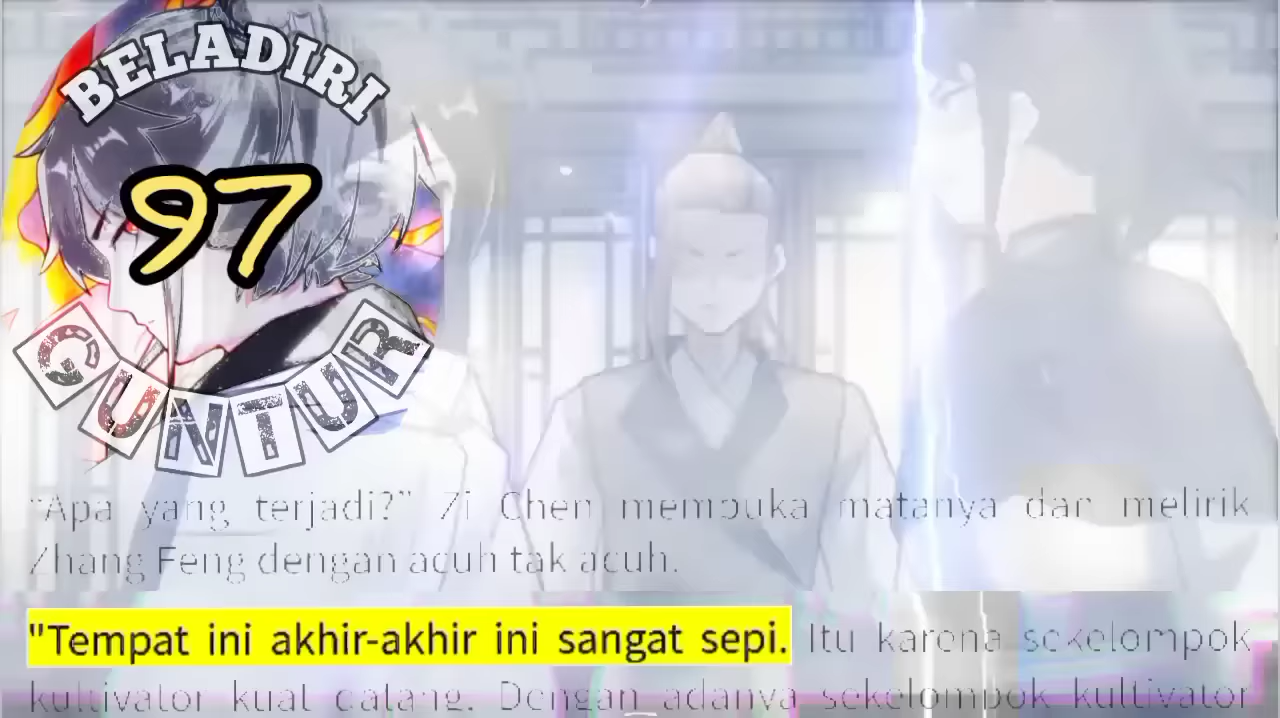 BELADIRI
97
GUNTUR
"Apa yang terjadi?" Zi Chen membuka matanya dan melirik
Zhang Feng dengan acuh tak acuh.
"Tempat ini akhir-akhir ini sangat sepi. Itu karena sekelompok
kultivator kuat datang. Dengan adanya sekelompok kultivator